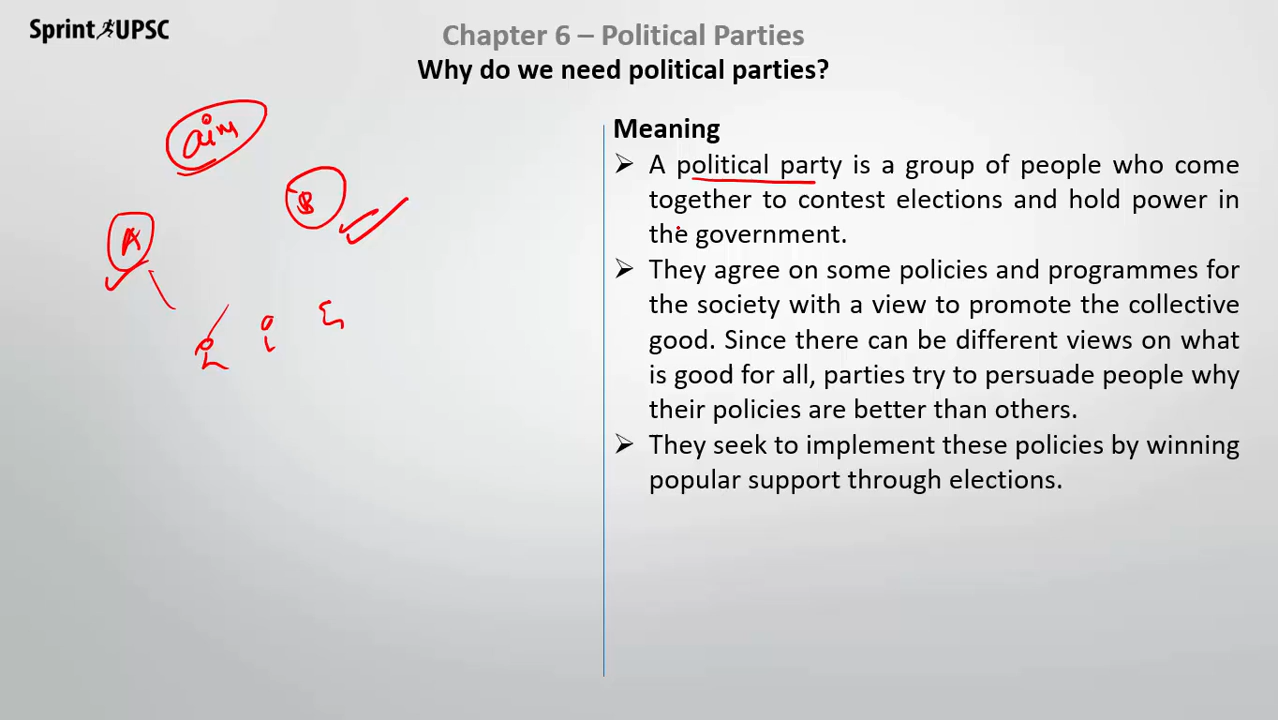 Sprint UPSC
Chapter 6 – Political Parties
Why do we need political parties?
aim
B
A
Meaning
➢ A political party is a group of people who come
together to contest elections and hold power in
the government.
➢ They agree on some policies and programmes for
the society with a view to promote the collective
good. Since there can be different views on what
is good for all, parties try to persuade people why
their policies are better than others.
➢ They seek to implement these policies by winning
popular support through elections.